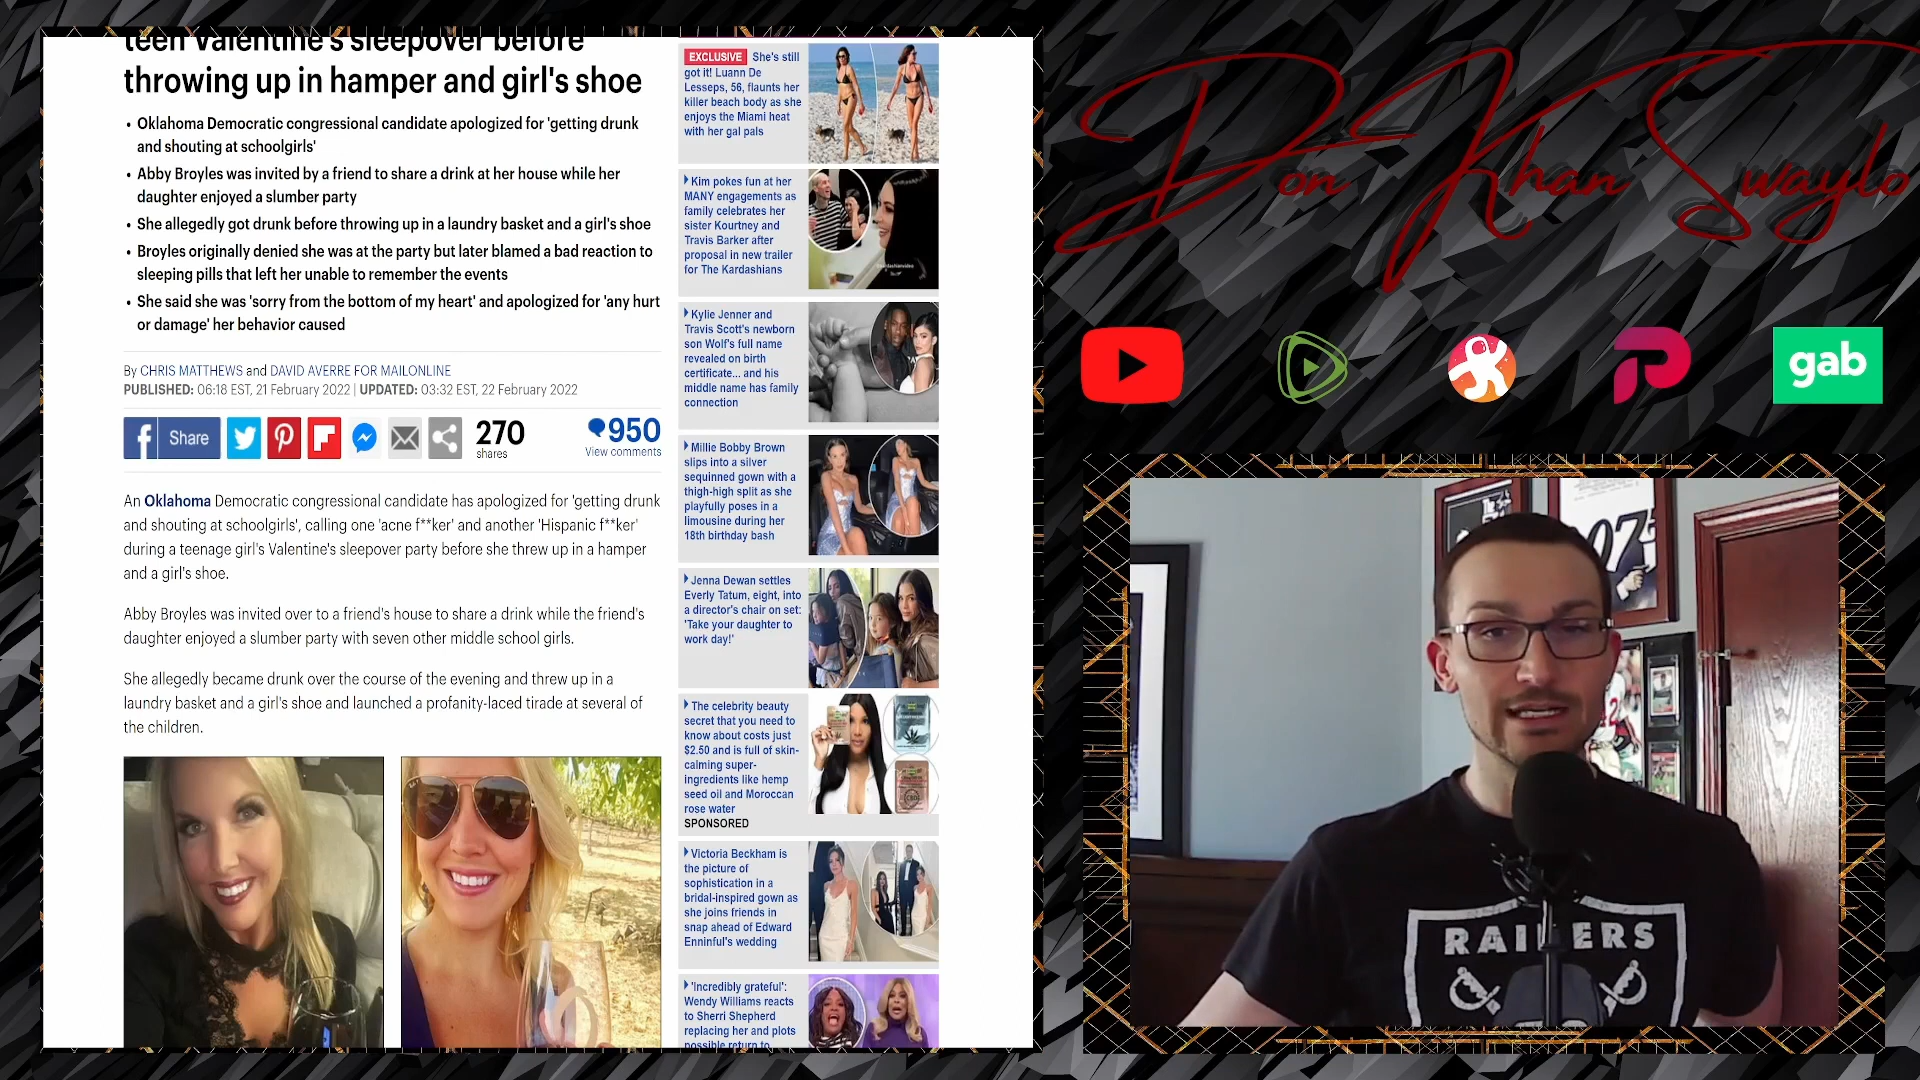 teen Valentine's sleepover before
throwing up in hamper and girl's shoe
• Oklahoma Democratic congressional candidate apologized for 'getting drunk
and shouting at schoolgirls'
• Abby Broyles was invited by a friend to share a drink at her house while her
daughter enjoyed a slumber party
• She allegedly got drunk before throwing up in a laundry basket and a girl's shoe
• Broyles originally denied she was at the party but later blamed a bad reaction to
sleeping pills that left her unable to remember the events
• She said she was 'sorry from the bottom of my heart' and apologized for 'any hurt
or damage' her behavior caused
By CHRIS MATTHEWS and DAVID AVERRE FOR MAILONLINE
PUBLISHED: 06:18 EST, 21 February 2022 | UPDATED: 03:32 EST, 22 February 2022
Share
270
shares
950
View comments
An Oklahoma Democratic congressional candidate has apologized for 'getting drunk
and shouting at schoolgirls', calling one 'acne f**ker' and another 'Hispanic f**ker'
during a teenage girl's Valentine's sleepover party before she threw up in a hamper
and a girl's shoe.
Abby Broyles was invited over to a friend's house to share a drink while the friend's
daughter enjoyed a slumber party with seven other middle school girls.
She allegedly became drunk over the course of the evening and threw up in a
laundry basket and a girl's shoe and launched a profanity-laced tirade at several of
the children.
EXCLUSIVE She's still
got it! Luann De
Lesseps, 56, flaunts her
killer beach body as she
enjoys the Miami heat
with her gal pals
Kim pokes fun at her
MANY engagements as
family celebrates her
sister Kourtney and
Travis Barker after
proposal in new trailer
for The Kardashians
Kylie Jenner and
Travis Scott's newborn
son Wolf's full name
revealed on birth
certificate... and his
middle name has family
connection
Millie Bobby Brown
slips into a silver
sequinned gown with a
thigh-high split as she
playfully poses in a
limousine during her
18th birthday bash
Jenna Dewan settles
Everly Tatum, eight, into
a director's chair on set:
'Take your daughter to
work day!'
The celebrity beauty
secret that you need to
know about costs just
$2.50 and is full of skin-
calming super-
ingredients like hemp
seed oil and Moroccan
rose water
SPONSORED
Victoria Beckham is
the picture of
sophistication in a
bridal-inspired gown as
she joins friends in
snap ahead of Edward
Enninful's wedding
'Incredibly grateful':
Wendy Williams reacts
to Sherri Shepherd
replacing her and plots
possible return to
Don Khan Swaylo
gab
007
RAIDERS